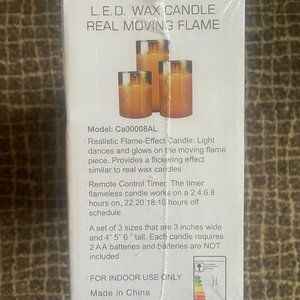 L.E.D. WAX CANDLE
REAL MOVING FLAME
Model: Ca00008AL
· Realistic Flame-Effect Candle: Light
dances and glows on the moving flame
piece. Provides a flickering effect
similar to real wax candles
· Remote Control Timer: The timer
flameless candle works on a 2.4.6.8
hours on, 22.20.18.16 hours off
schedule
· A set of 3 sizes that are 3 inches wide
and 4" 5" 6 " tall. Each candle requires
2 AA batteries and batteries are NOT
included
· FOR INDOOR USE ONLY
Made in China